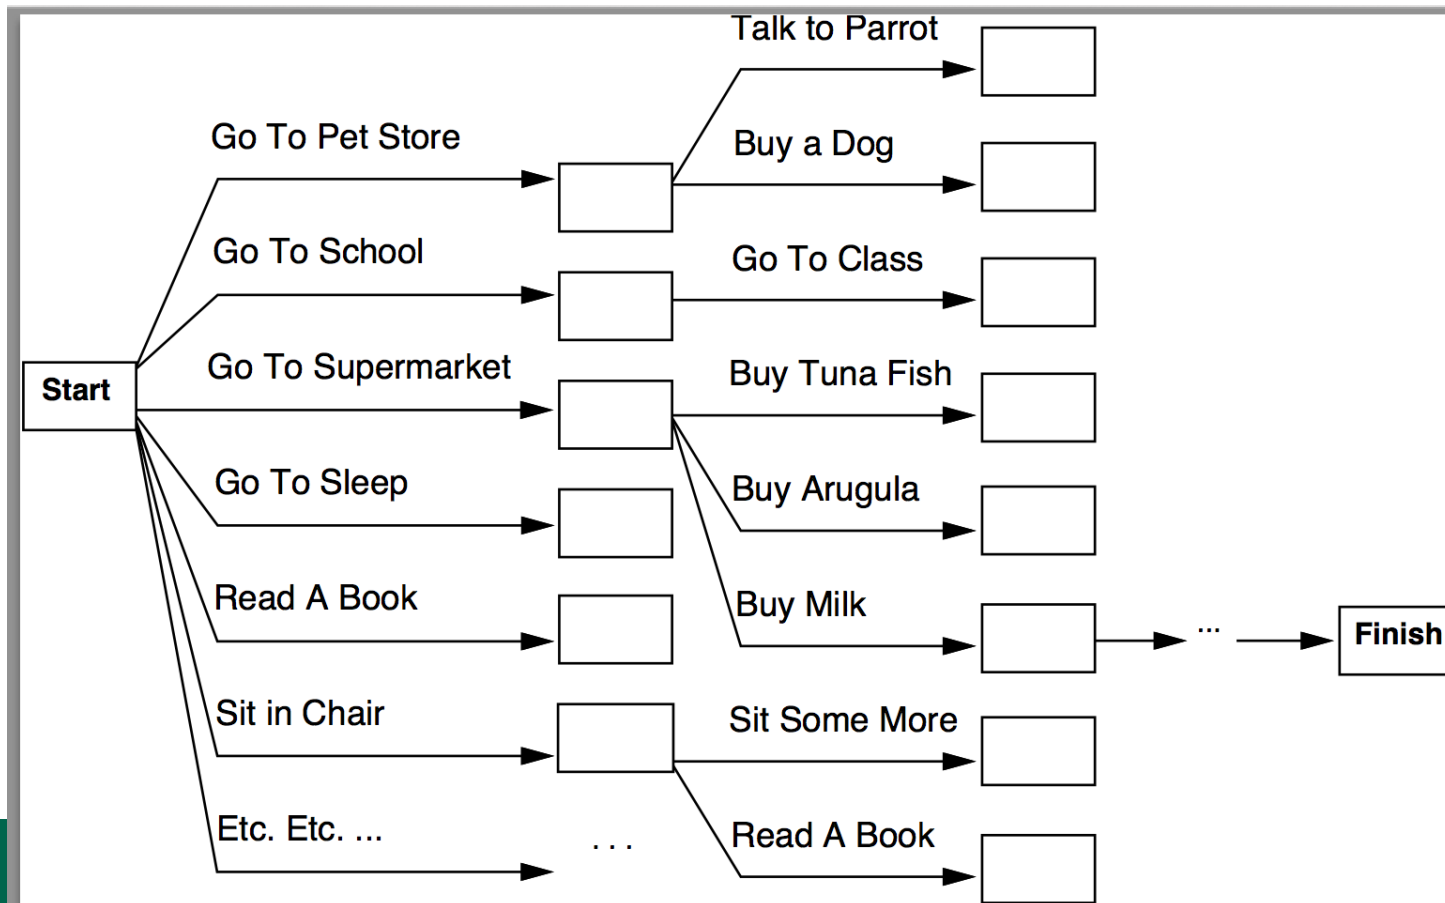 Talk to Parrot
Go To Pet Store
Buy a Dog
Go To School
Go To Class
Go To Supermarket
Buy Tuna Fish
Start
Go To Sleep
Buy Arugula
Read A Book
Buy Milk
...
Finish
Sit in Chair
Sit Some More
Etc. Etc. ...
. . .
Read A Book